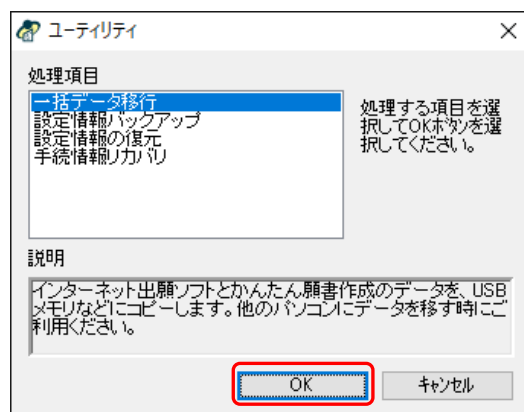 ユーティリティ
処理項目
一括データ移行
設定情報バックアップ
設定情報の復元
手続情報リカバリ
処理する項目を選
択してOKボタンを選
択してください。
説明
インターネット出願ソフトとかんたん願書作成のデータを、USB
メモリなどにコピーします。他のパソコンにデータを移す時にご
利用ください。
OK
キャンセル